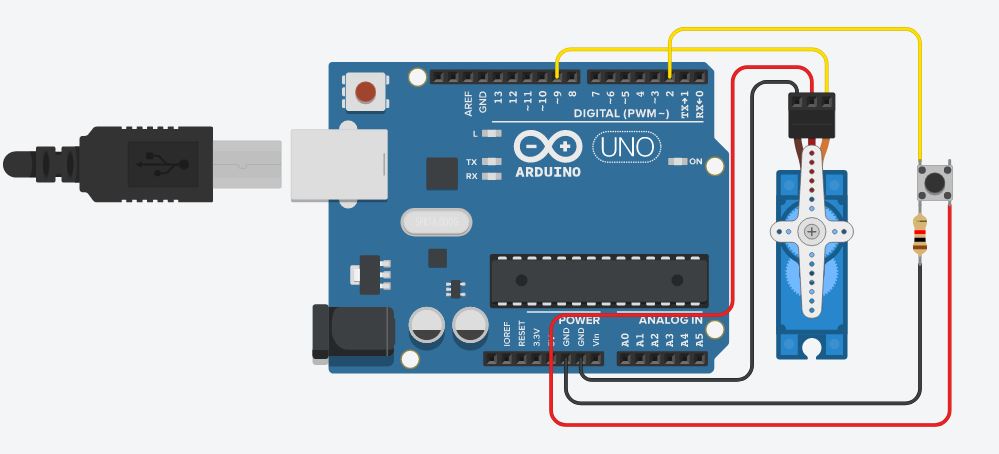 AREF
GND
13
12
~11
~10
~9
8
7
~6
~5
4
~3
2
TX→1
RX←0
DIGITAL (PWM~)
L
TX
RX
UNO
ON
ARDUINO
POWER
ANALOG IN
IOREF
RESET
3.3V
GND
GND
Vin
A0
A1
A2
A3
A4
A5